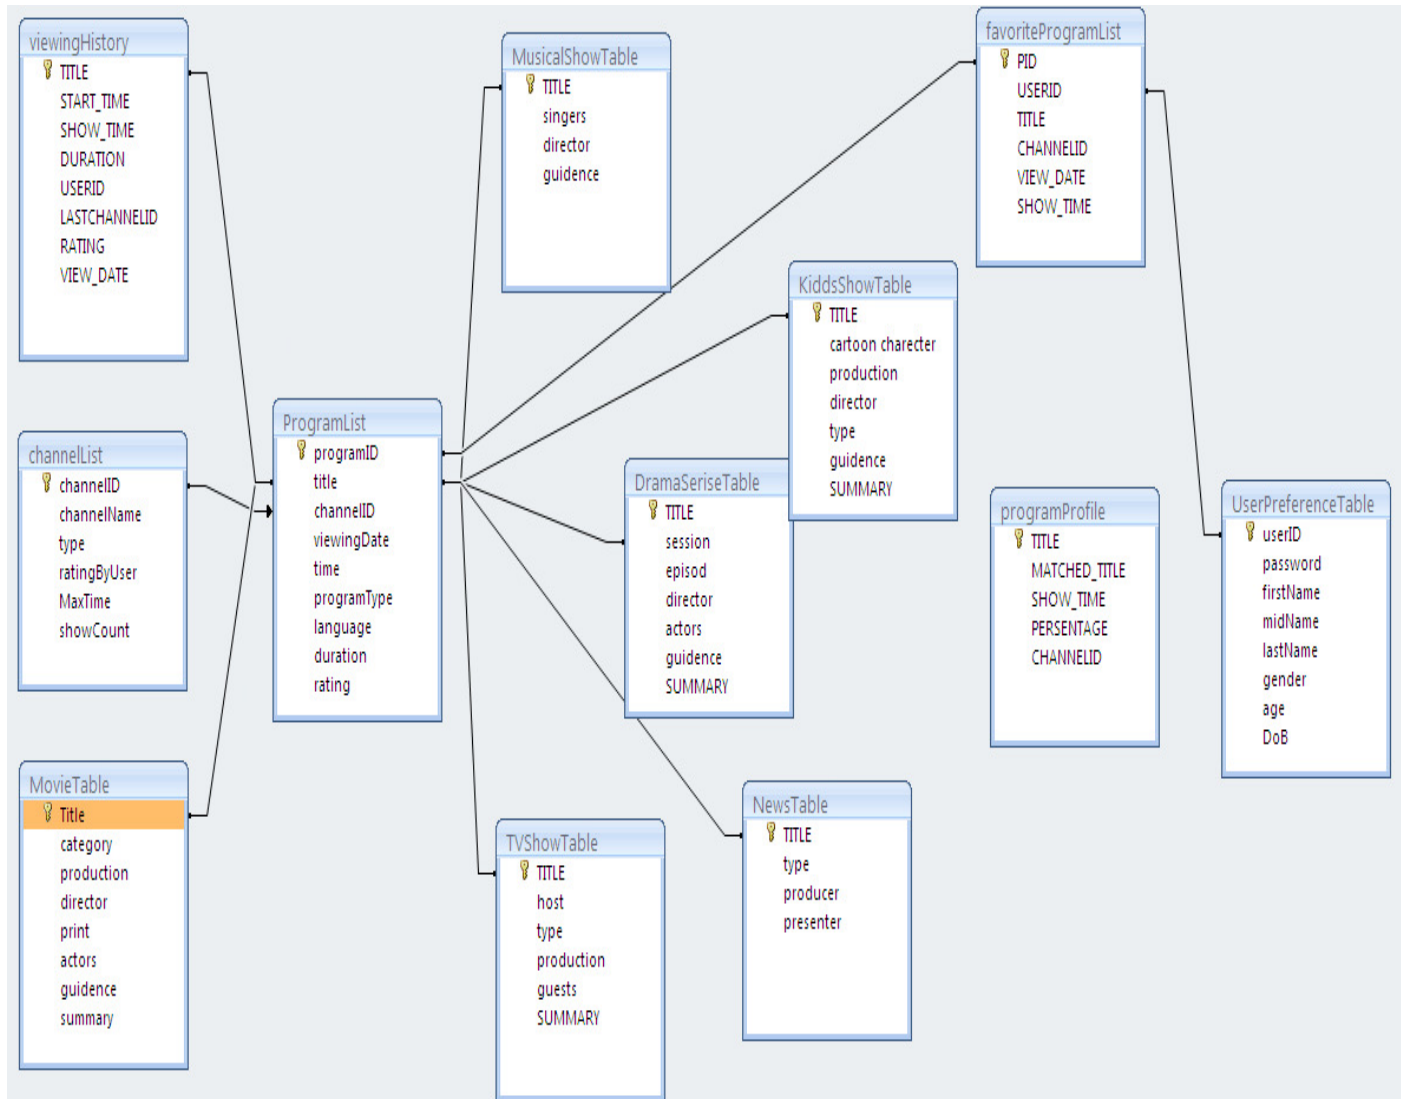 viewingHistory
TITLE
START_TIME
SHOW_TIME
DURATION
USERID
LASTCHANNELID
RATING
VIEW_DATE
MusicalShowTable
TITLE
singers
director
guidence
favoriteProgramList
PID
USERID
TITLE
CHANNELID
VIEW_DATE
SHOW_TIME
KiddsShowTable
TITLE
cartoon charecter
production
director
type
guidence
SUMMARY
channelList
channelID
channelName
type
ratingByUser
MaxTime
showCount
ProgramList
programID
title
channelID
viewingDate
time
programType
language
duration
rating
DramaSeriseTable
TITLE
session
episod
director
actors
guidence
SUMMARY
programProfile
TITLE
MATCHED_TITLE
SHOW_TIME
PERSENTAGE
CHANNELID
UserPreferenceTable
userID
password
firstName
midName
lastName
gender
age
DoB
MovieTable
Title
category
production
director
print
actors
guidence
summary
TVShowTable
TITLE
host
type
production
guests
SUMMARY
NewsTable
TITLE
type
producer
presenter